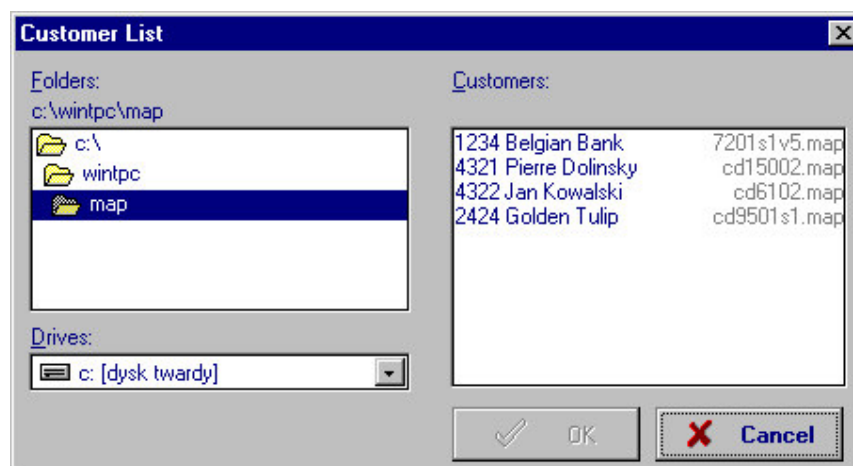 Customer List
Folders:
c:\wintpc\map
c:\
wintpc
map
Drives:
c: [dysk twardy]
Customers:
1234 Belgian Bank 7201s1v5.map
4321 Pierre Dolinsky cd15002.map
4322 Jan Kowalski cd6102.map
2424 Golden Tulip cd9501s1.map
OK
Cancel